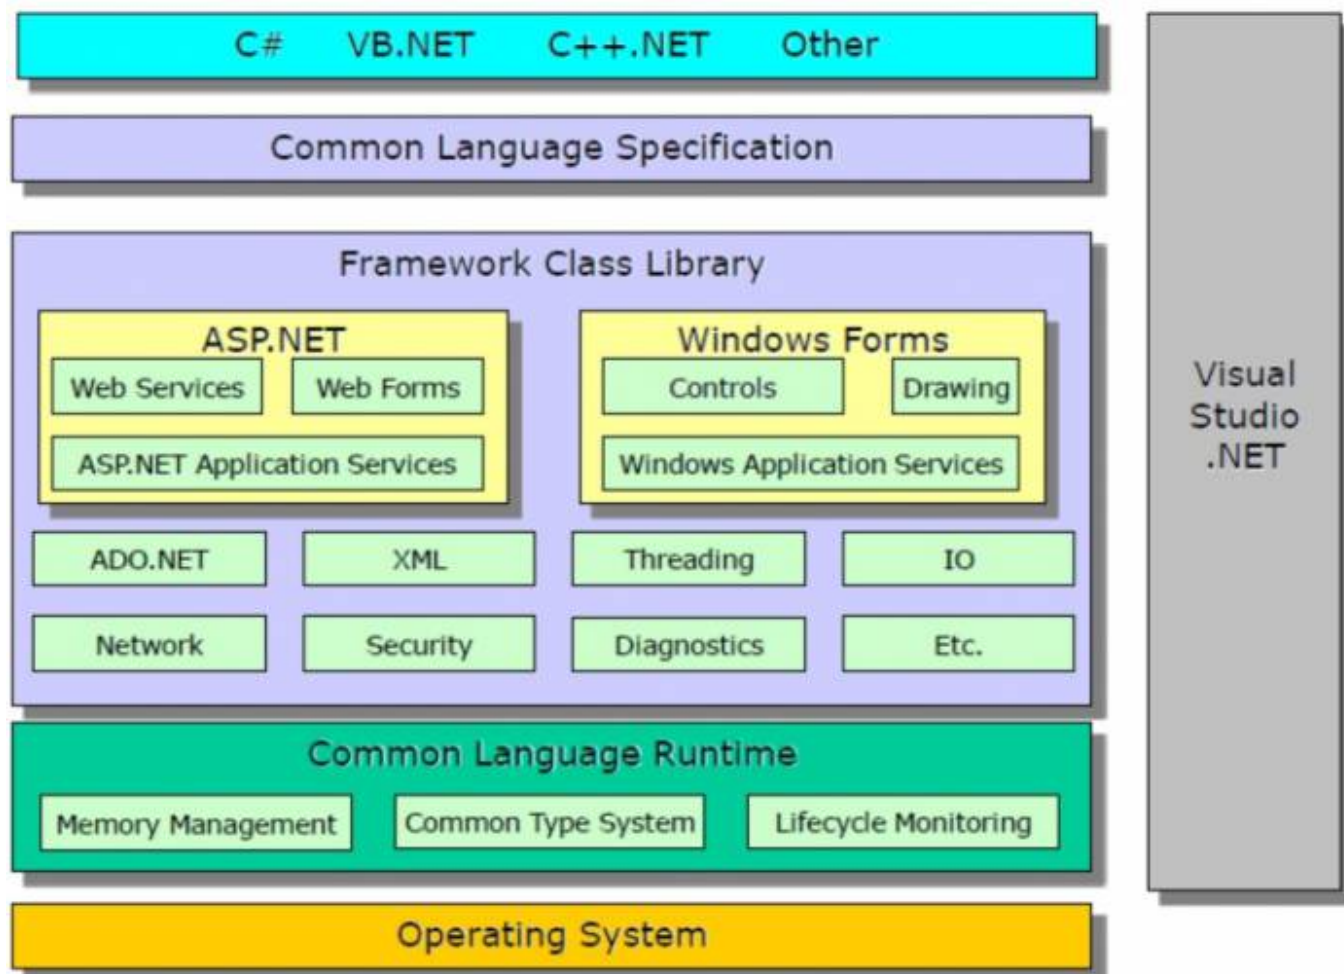 C# VB.NET C++.NET Other
Common Language Specification
Framework Class Library
ASP.NET
Web Services Web Forms
ASP.NET Application Services
Windows Forms
Controls Drawing
Windows Application Services
ADO.NET XML Threading IO
Network Security Diagnostics Etc.
Common Language Runtime
Memory Management Common Type System Lifecycle Monitoring
Operating System
Visual
Studio
.NET